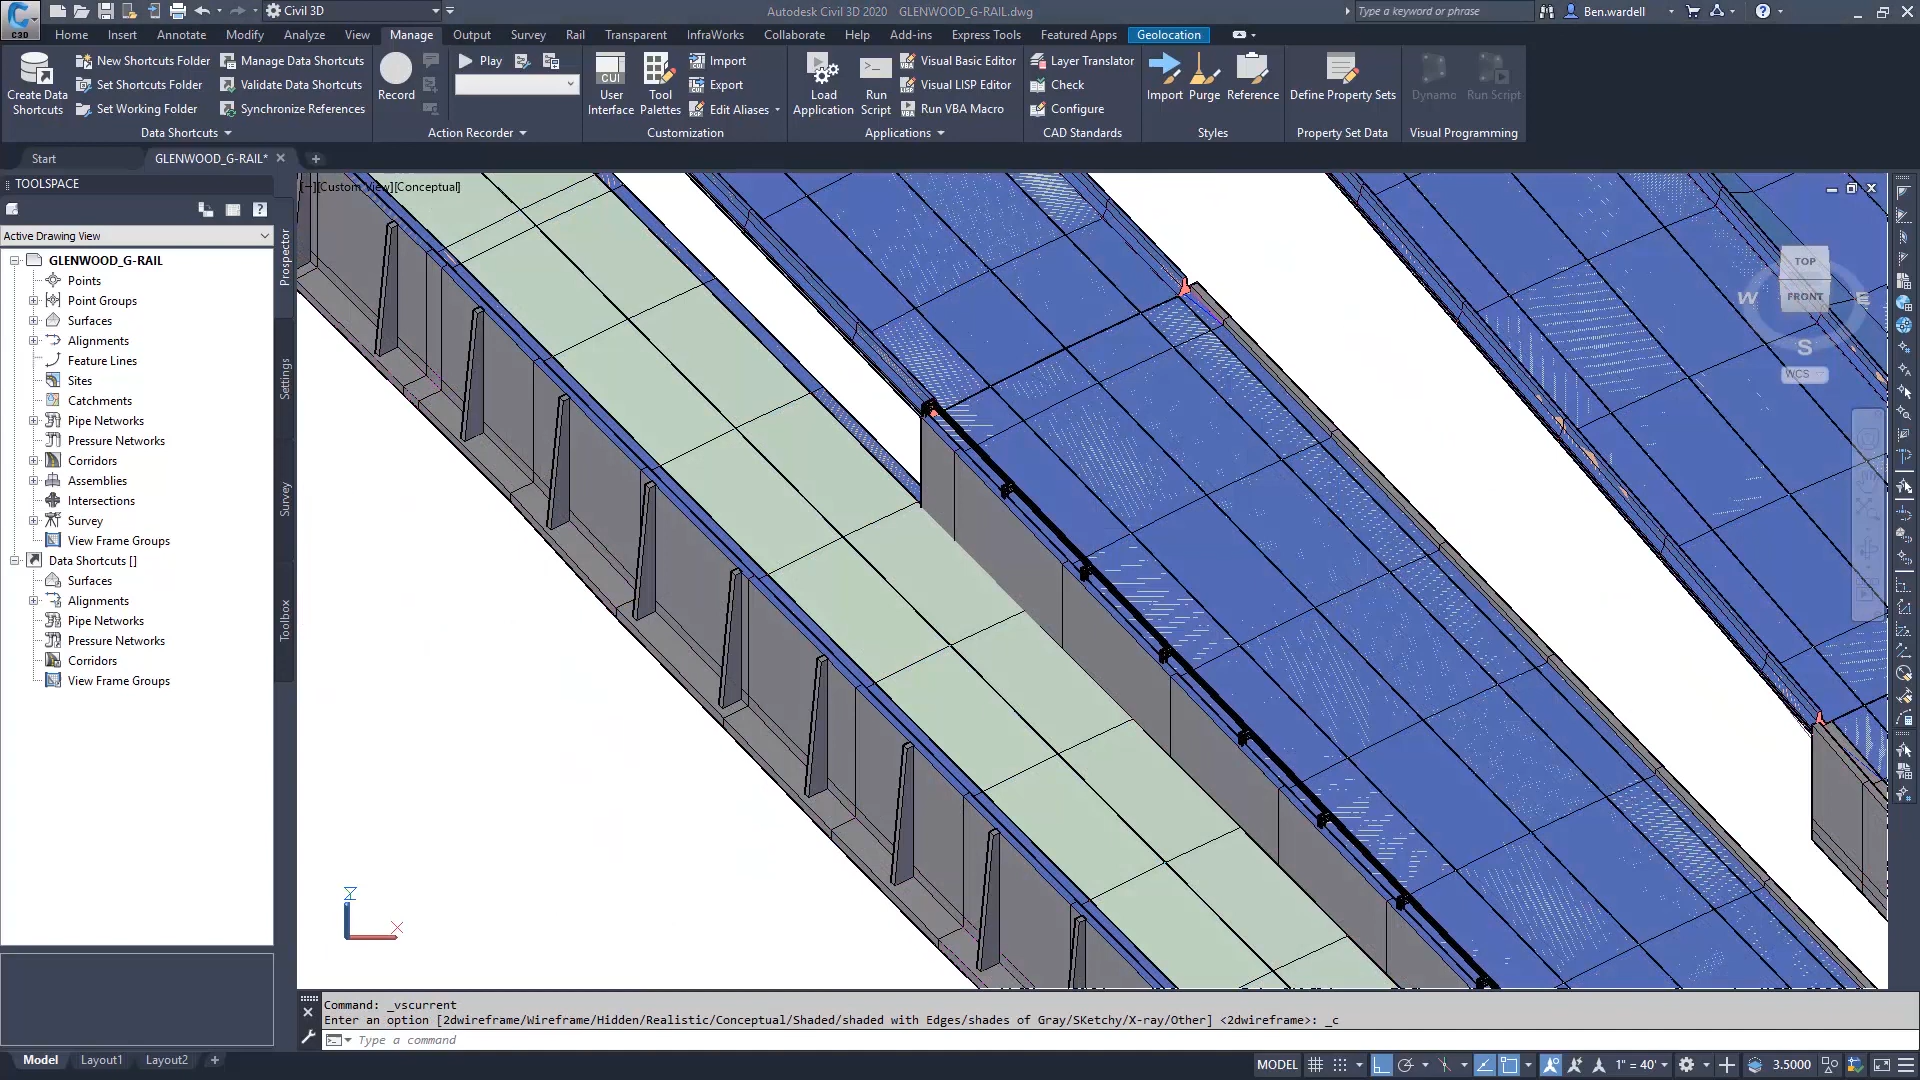 C3D
Civil 3D
Autodesk Civil 3D 2020 GLENWOOD_G-RAIL.dwg
Type a keyword or phrase
Ben.wardell
Home Insert Annotate Modify Analyze View Manage Output Survey Rail Transparent InfraWorks Collaborate Help Add-ins Express Tools Featured Apps Geolocation
Create Data Shortcuts
New Shortcuts Folder
Set Shortcuts Folder
Set Working Folder
Manage Data Shortcuts
Validate Data Shortcuts
Synchronize References
Data Shortcuts
Record
Play
Action Recorder
CUI
User Interface
Tool Palettes
Import
Export
Edit Aliases
Customization
Load Application
Run Script
Visual Basic Editor
Visual LISP Editor
Run VBA Macro
Applications
Layer Translator
Check
Configure
CAD Standards
Import
Purge
Reference
Styles
Define Property Sets
Property Set Data
Dynamo
Run Script
Visual Programming
Start
GLENWOOD_G-RAIL*
TOOLSPACE
Active Drawing View
GLENWOOD_G-RAIL
Points
Point Groups
Surfaces
Alignments
Feature Lines
Sites
Catchments
Pipe Networks
Pressure Networks
Corridors
Assemblies
Intersections
Survey
View Frame Groups
Data Shortcuts []
Surfaces
Alignments
Pipe Networks
Pressure Networks
Corridors
View Frame Groups
Prospector
Settings
Survey
Toolbox
[−][Custom View][Conceptual]
TOP
FRONT
W
E
S
WCS
X
Command: _vscurrent
Enter an option [2dwireframe/Wireframe/Hidden/Realistic/Conceptual/Shaded/shaded with Edges/shades of Gray/SKetchy/X-ray/Other] <2dwireframe>: _c
Type a command
Model Layout1 Layout2
MODEL
1" = 40'
3.5000